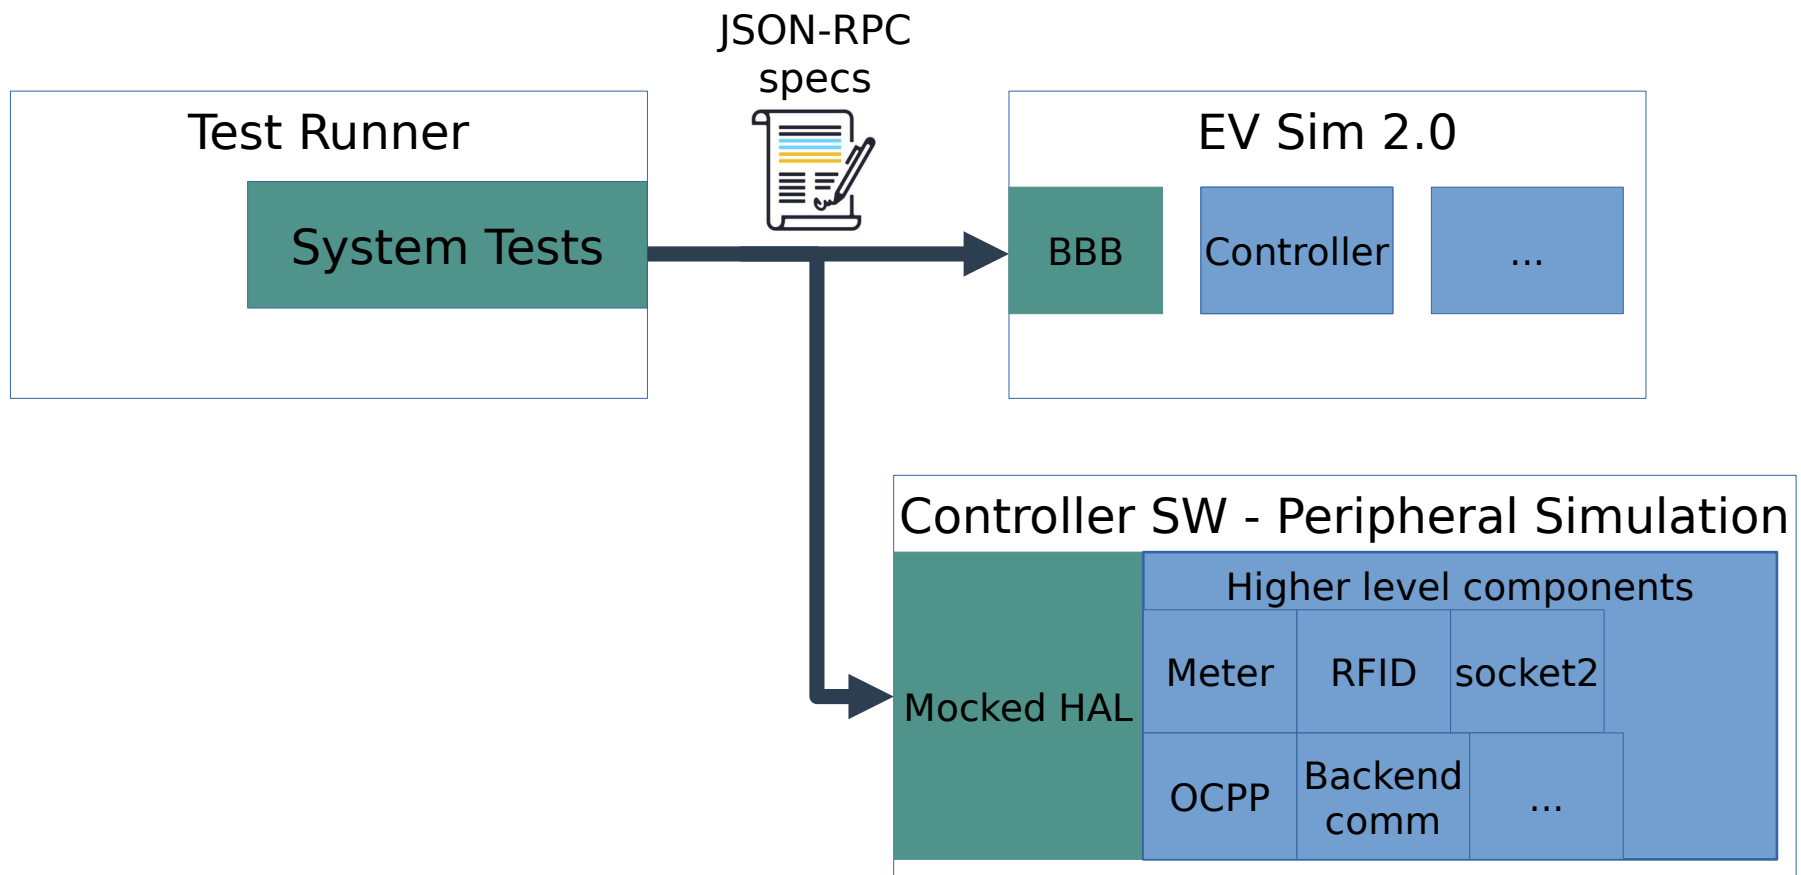 JSON-RPC
specs
Test Runner
EV Sim 2.0
System Tests
BBB
Controller
...
Controller SW - Peripheral Simulation
Higher level components
Meter
RFID
socket2
Mocked HAL
OCPP
Backend
comm
...